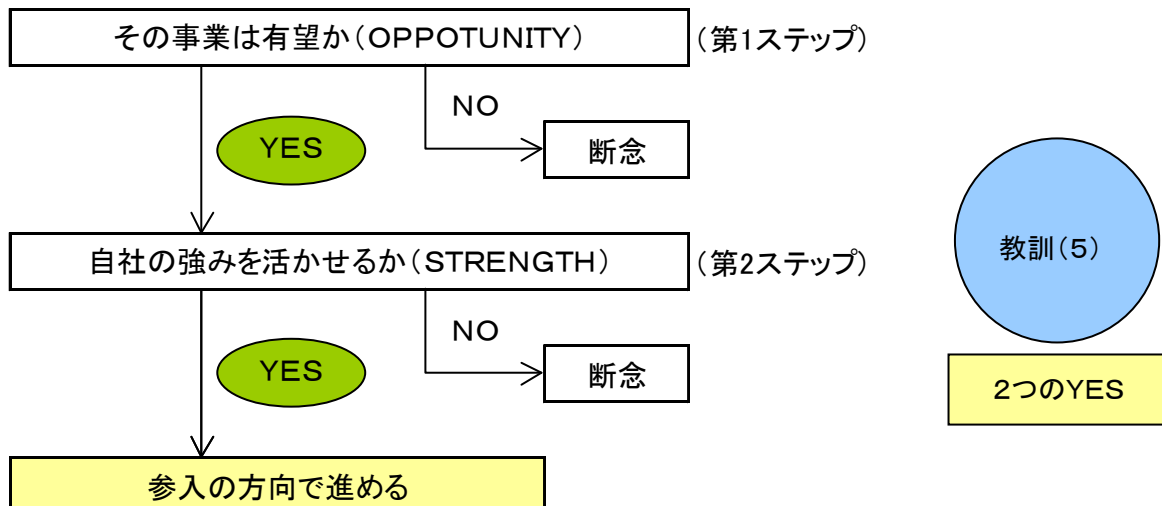 その事業は有望か（OPPOTUNITY）
（第1ステップ）
NO
YES
断念
自社の強みを活かせるか（STRENGTH）
（第2ステップ）
教訓（5）
NO
YES
断念
2つのYES
参入の方向で進める